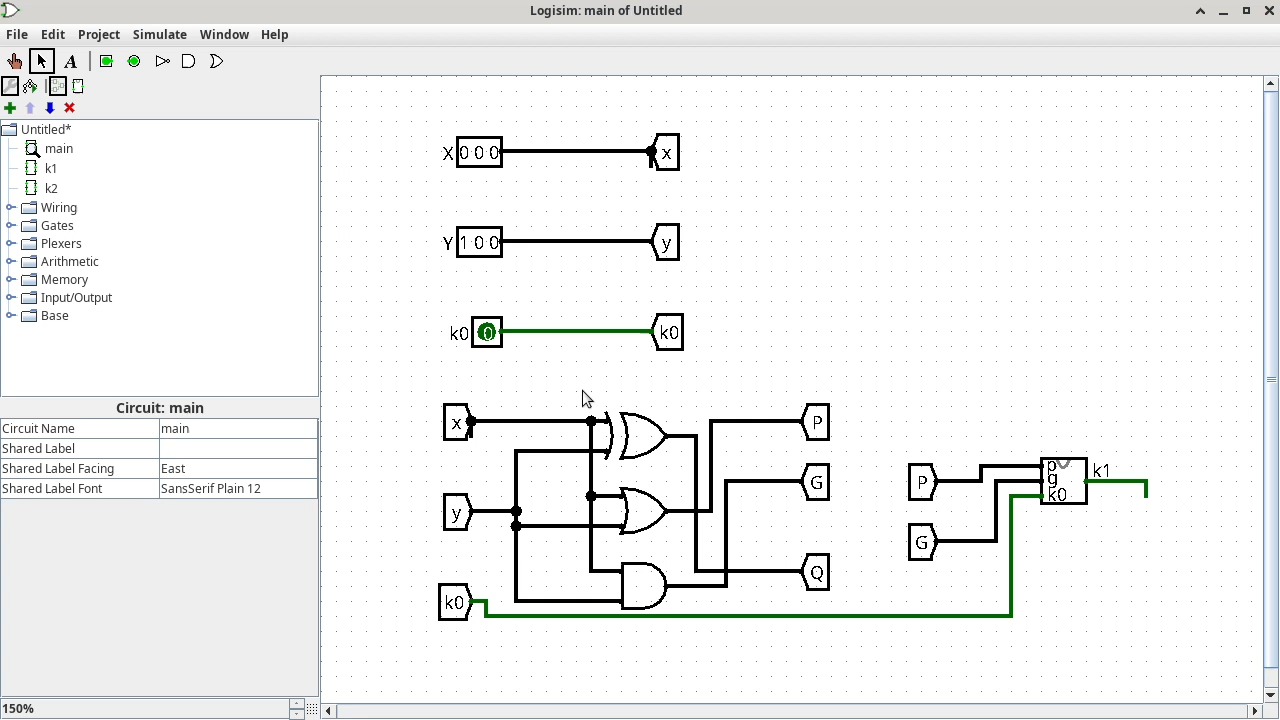 Logisim: main of Untitled
File Edit Project Simulate Window Help
A
Untitled*
main
k1
k2
Wiring
Gates
Plexers
Arithmetic
Memory
Input/Output
Base
Circuit: main
Circuit Name main
Shared Label
Shared Label Facing East
Shared Label Font SansSerif Plain 12
150%
X 0 0 0 x
Y 1 0 0 y
k0 0 k0
x P
y G
k0 Q
P p k1
g
k0
G